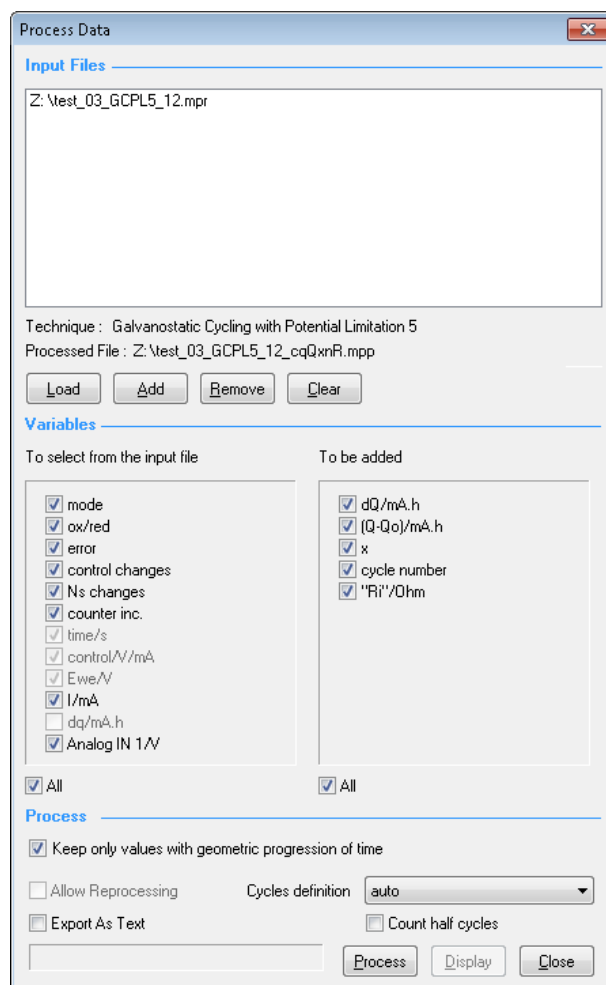 Process Data
Input Files
Z: \test_03_GCPL5_12.mpr
Technique : Galvanostatic Cycling with Potential Limitation 5
Processed File : Z:\test_03_GCPL5_12_cqQxnR.mpp
Load Add Remove Clear
Variables
To select from the input file To be added
mode dQ/mA.h
ox/red (Q-Qo)/mA.h
error x
control changes cycle number
Ns changes "Ri"/Ohm
counter inc.
time/s
control/V/mA
Ewe/V
I/mA
dq/mA.h
Analog IN 1/V
All All
Process
Keep only values with geometric progression of time
Allow Reprocessing Cycles definition auto
Export As Text Count half cycles
Process Display Close